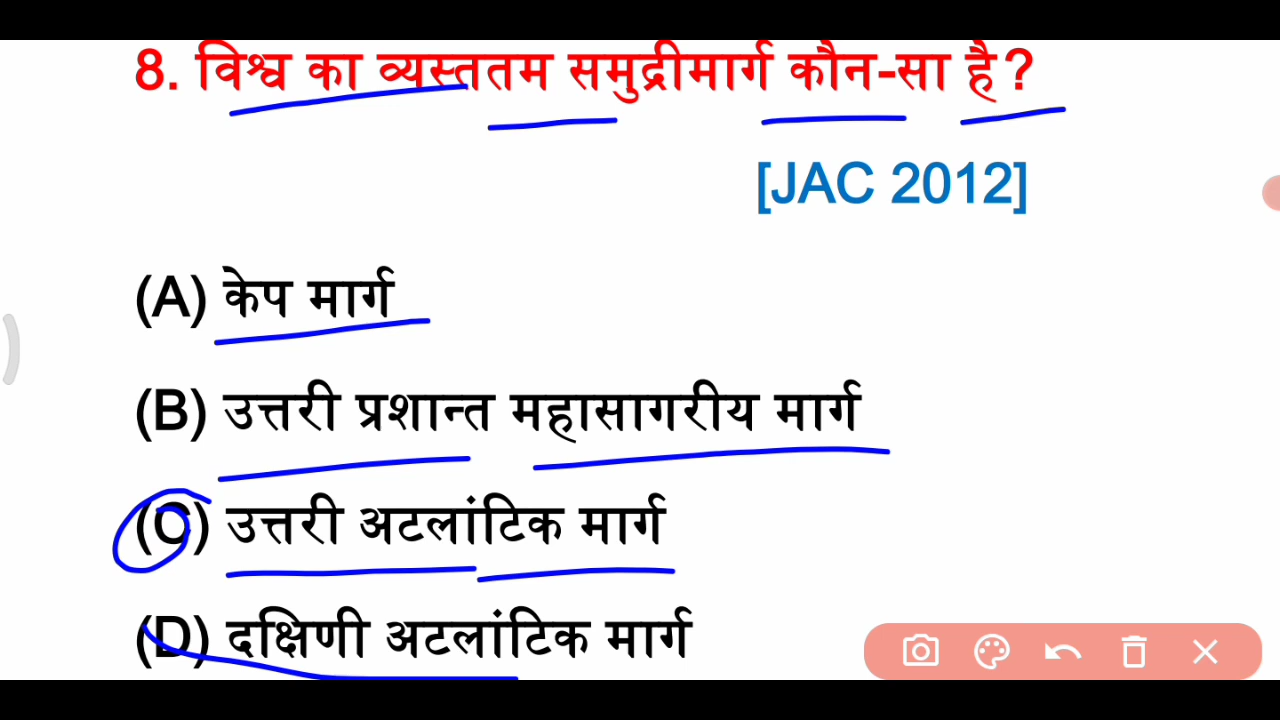 8. विश्व का व्यस्ततम समुद्रीमार्ग कौन-सा है?
[JAC 2012]
(A) केप मार्ग
(B) उत्तरी प्रशान्त महासागरीय मार्ग
(C) उत्तरी अटलांटिक मार्ग
(D) दक्षिणी अटलांटिक मार्ग